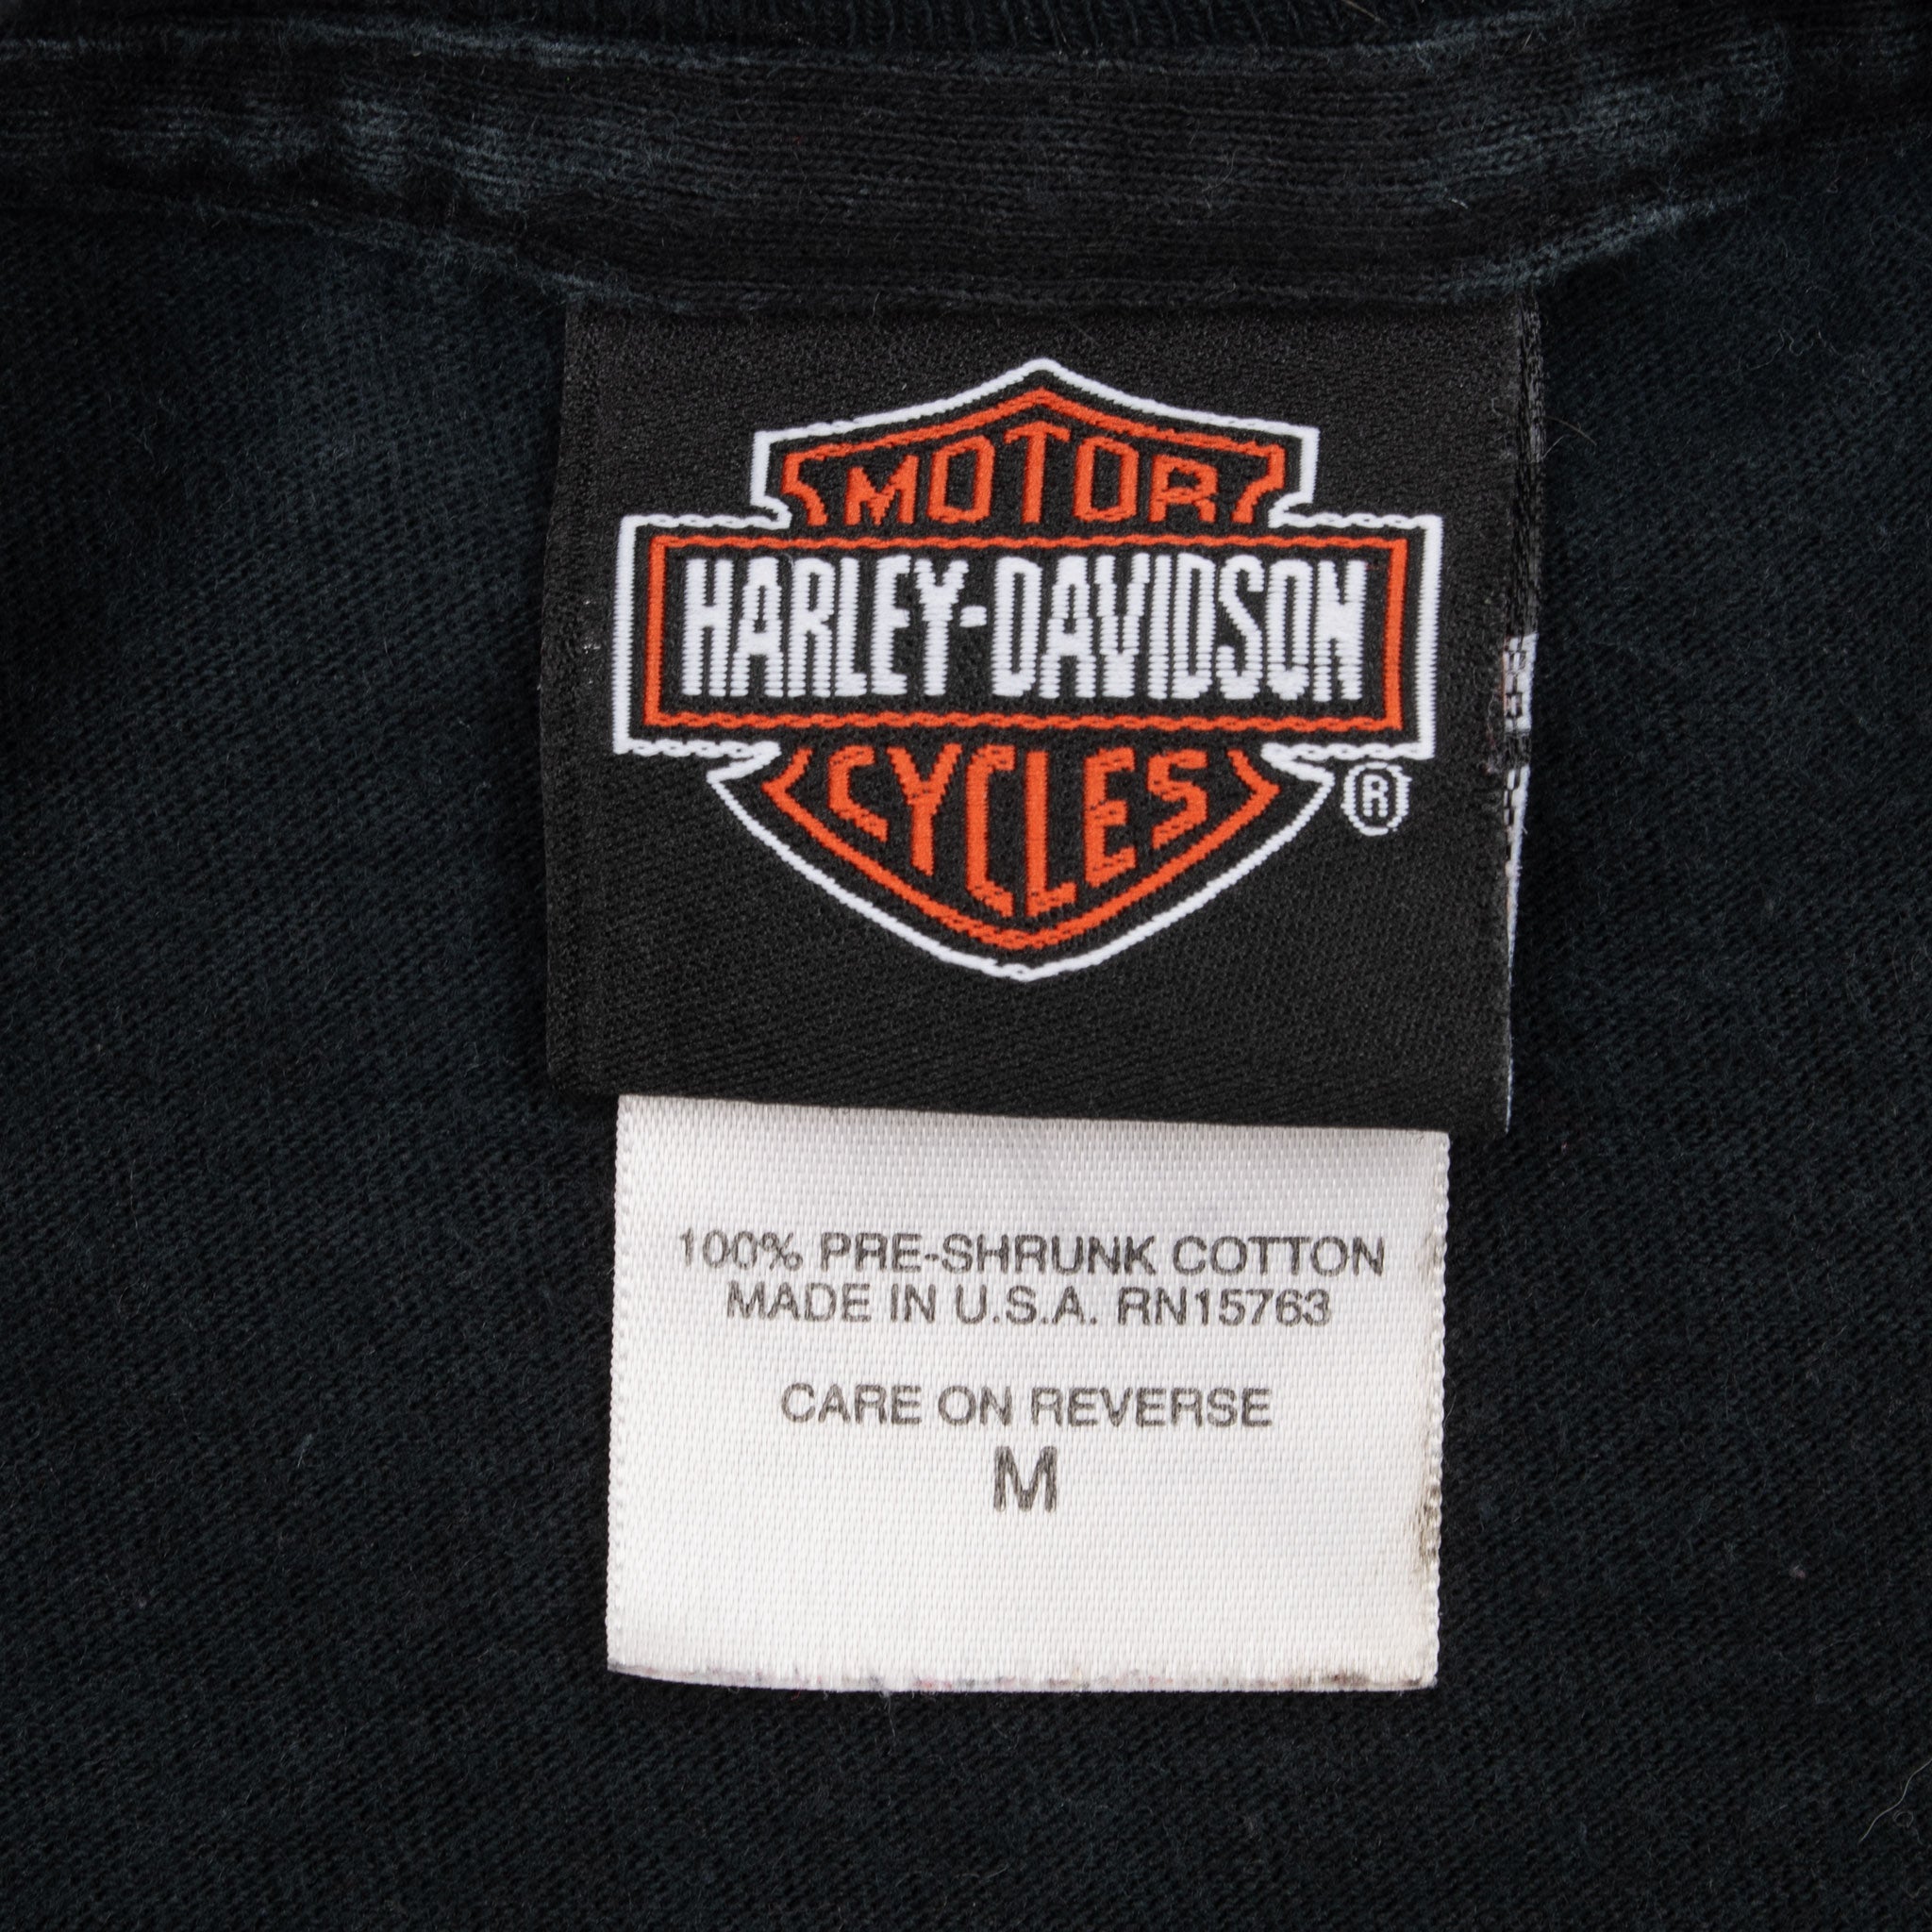 MOTOR
HARLEY-DAVIDSON
CYCLES
®
100% PRE-SHRUNK COTTON
MADE IN U.S.A. RN15763
CARE ON REVERSE
M